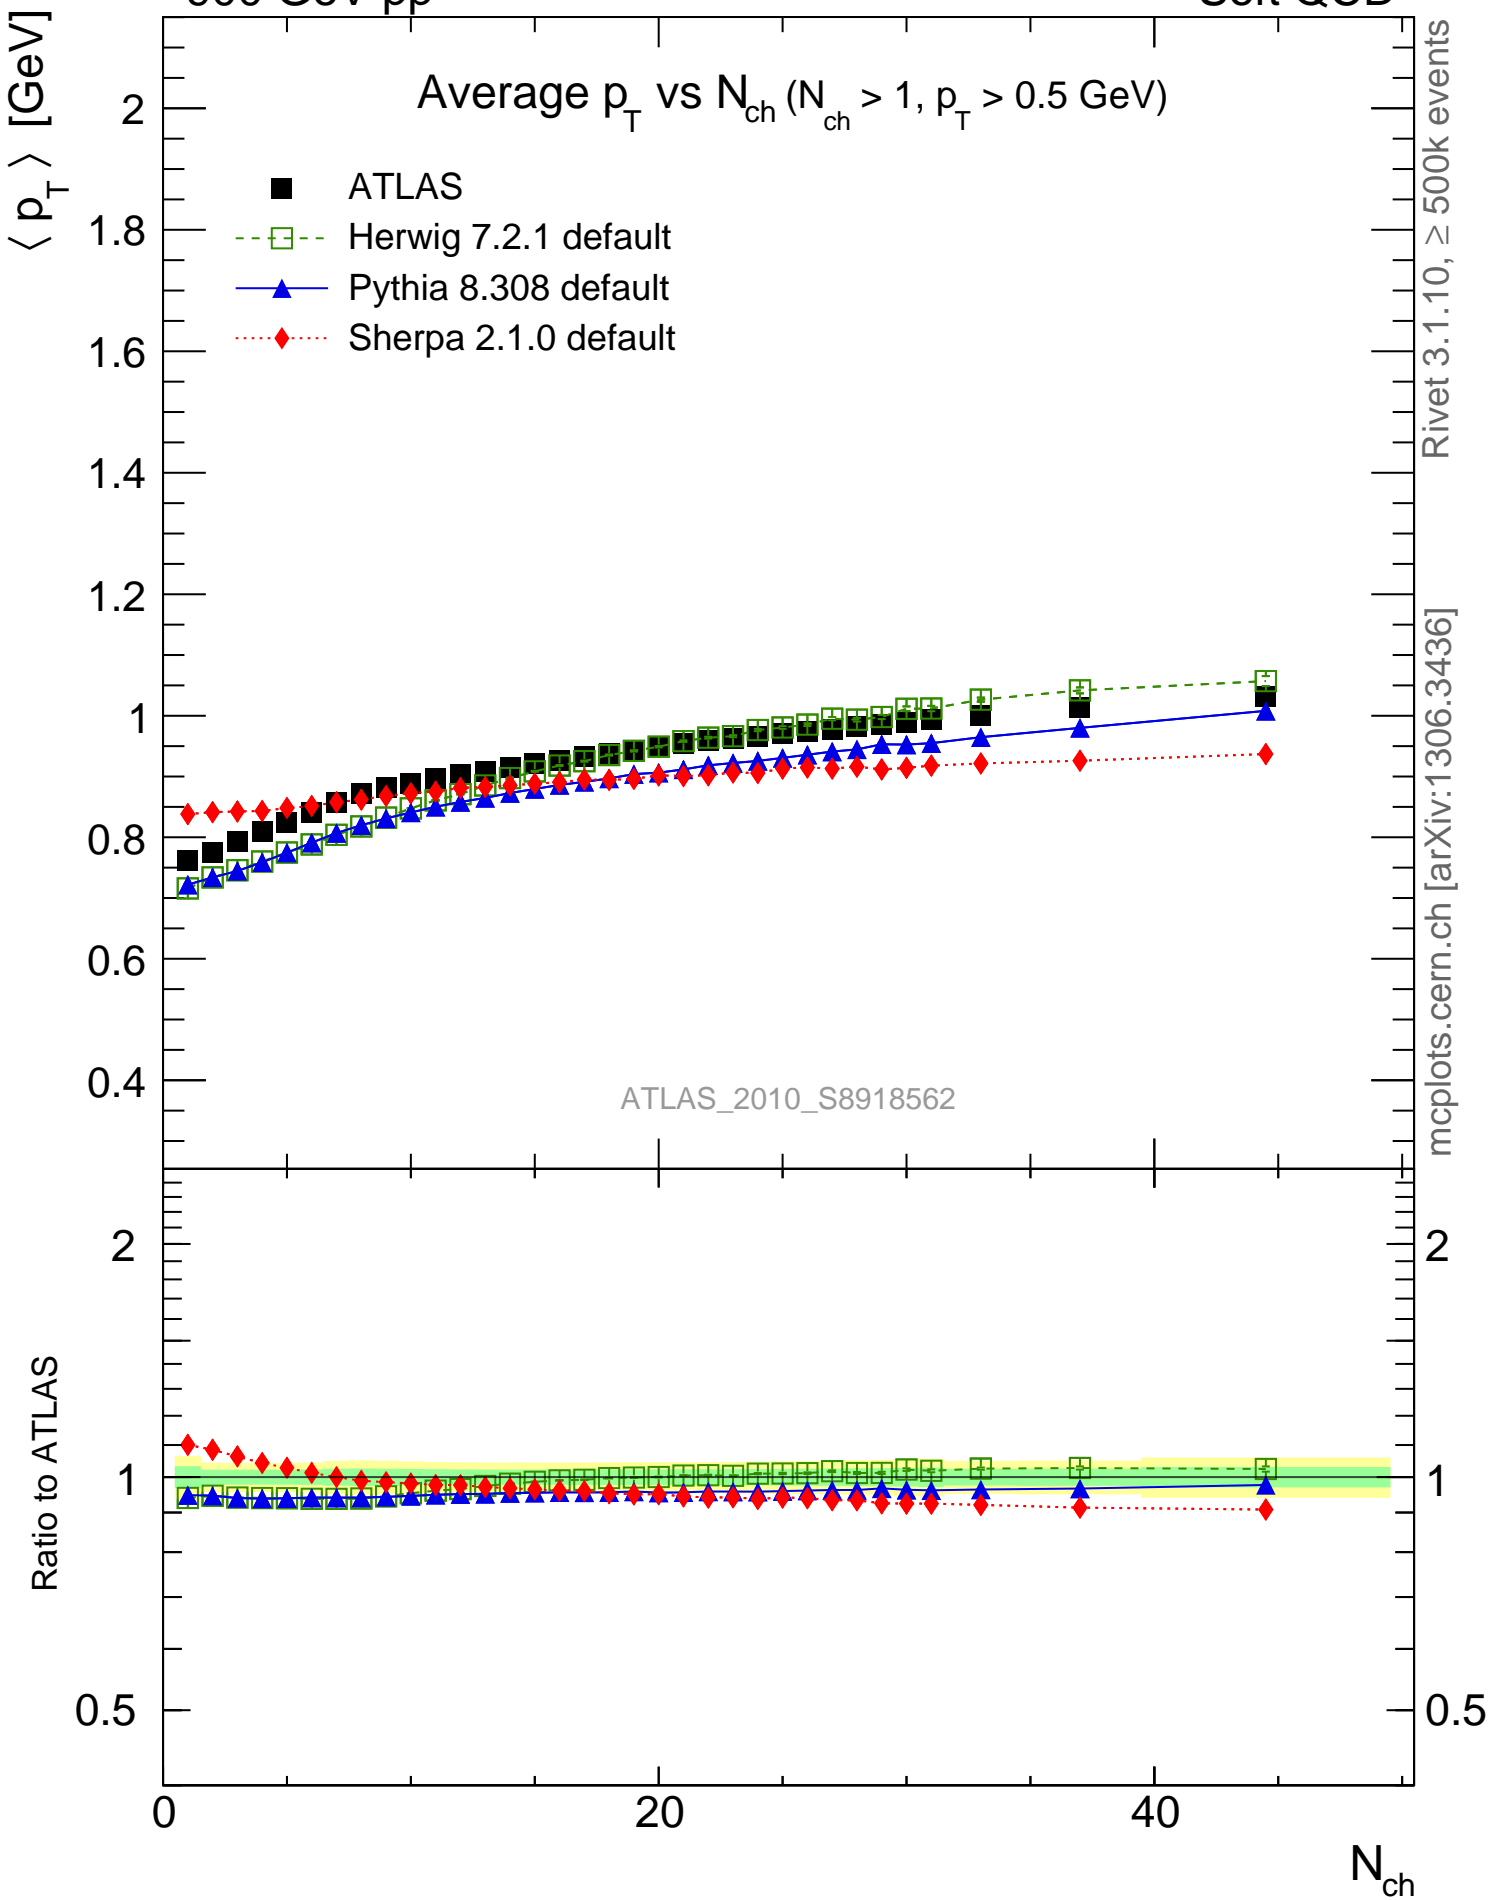 Average p_T vs N_ch (N_ch > 1, p_T > 0.5 GeV)
⟨ p_T ⟩ [GeV]
ATLAS
Herwig 7.2.1 default
Pythia 8.308 default
Sherpa 2.1.0 default
2
1.8
1.6
1.4
1.2
1
0.8
0.6
0.4
ATLAS_2010_S8918562
Rivet 3.1.10, ≥ 500k events
mcplots.cern.ch [arXiv:1306.3436]
Ratio to ATLAS
2
1
0.5
2
1
0.5
0
20
40
N_ch